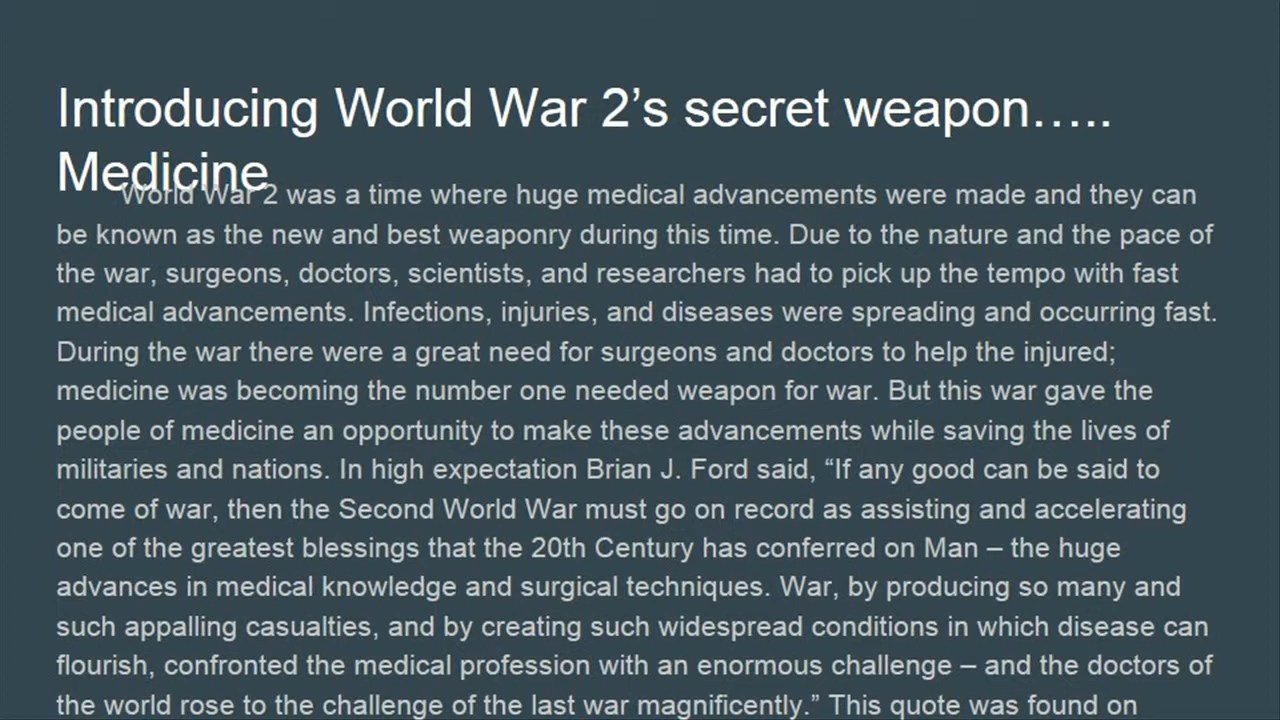 Introducing World War 2’s secret weapon…..
Medicine
World War 2 was a time where huge medical advancements were made and they can
be known as the new and best weaponry during this time. Due to the nature and the pace of
the war, surgeons, doctors, scientists, and researchers had to pick up the tempo with fast
medical advancements. Infections, injuries, and diseases were spreading and occurring fast.
During the war there were a great need for surgeons and doctors to help the injured;
medicine was becoming the number one needed weapon for war. But this war gave the
people of medicine an opportunity to make these advancements while saving the lives of
militaries and nations. In high expectation Brian J. Ford said, “If any good can be said to
come of war, then the Second World War must go on record as assisting and accelerating
one of the greatest blessings that the 20th Century has conferred on Man – the huge
advances in medical knowledge and surgical techniques. War, by producing so many and
such appalling casualties, and by creating such widespread conditions in which disease can
flourish, confronted the medical profession with an enormous challenge – and the doctors of
the world rose to the challenge of the last war magnificently.” This quote was found on